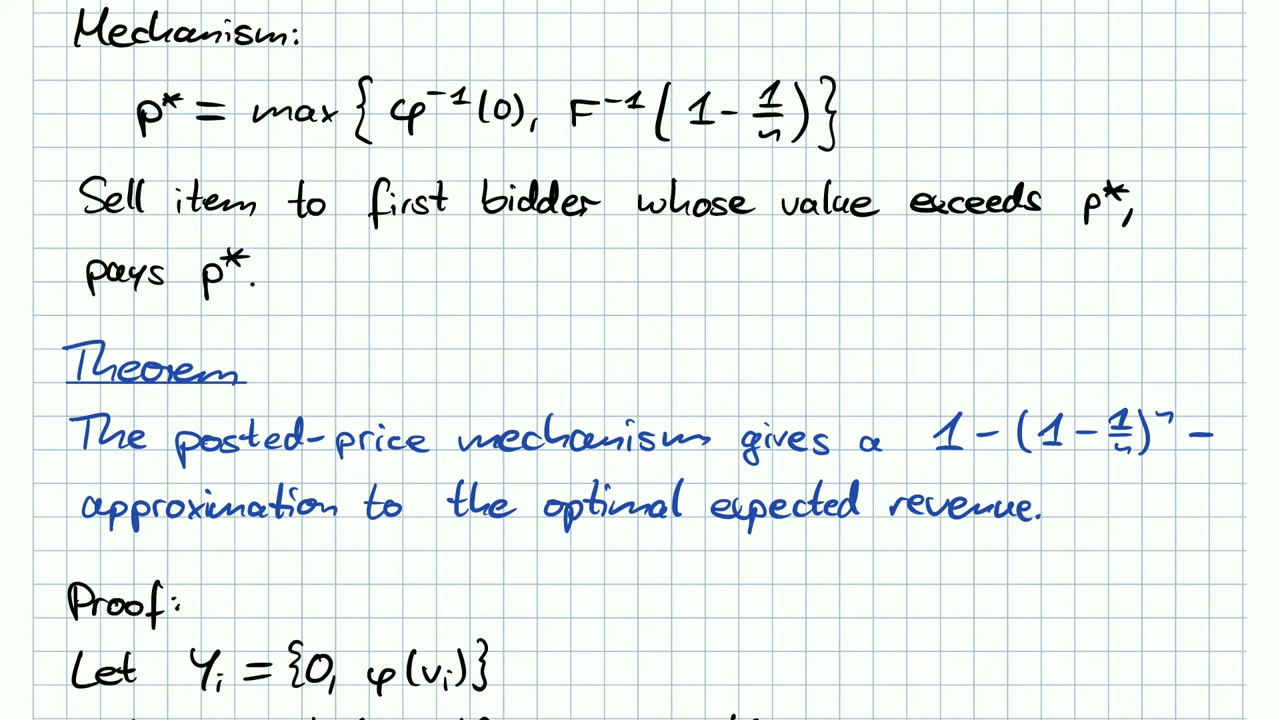 Mechanism:
p* = max { φ⁻¹(0), F⁻¹(1 - 1/n) }
Sell item to first bidder whose value exceeds p*,
pays p*.
Theorem
The posted-price mechanism gives a 1 - (1 - 1/n)ⁿ -
approximation to the optimal expected revenue.
Proof:
Let Yᵢ = {0, φ(vᵢ)}